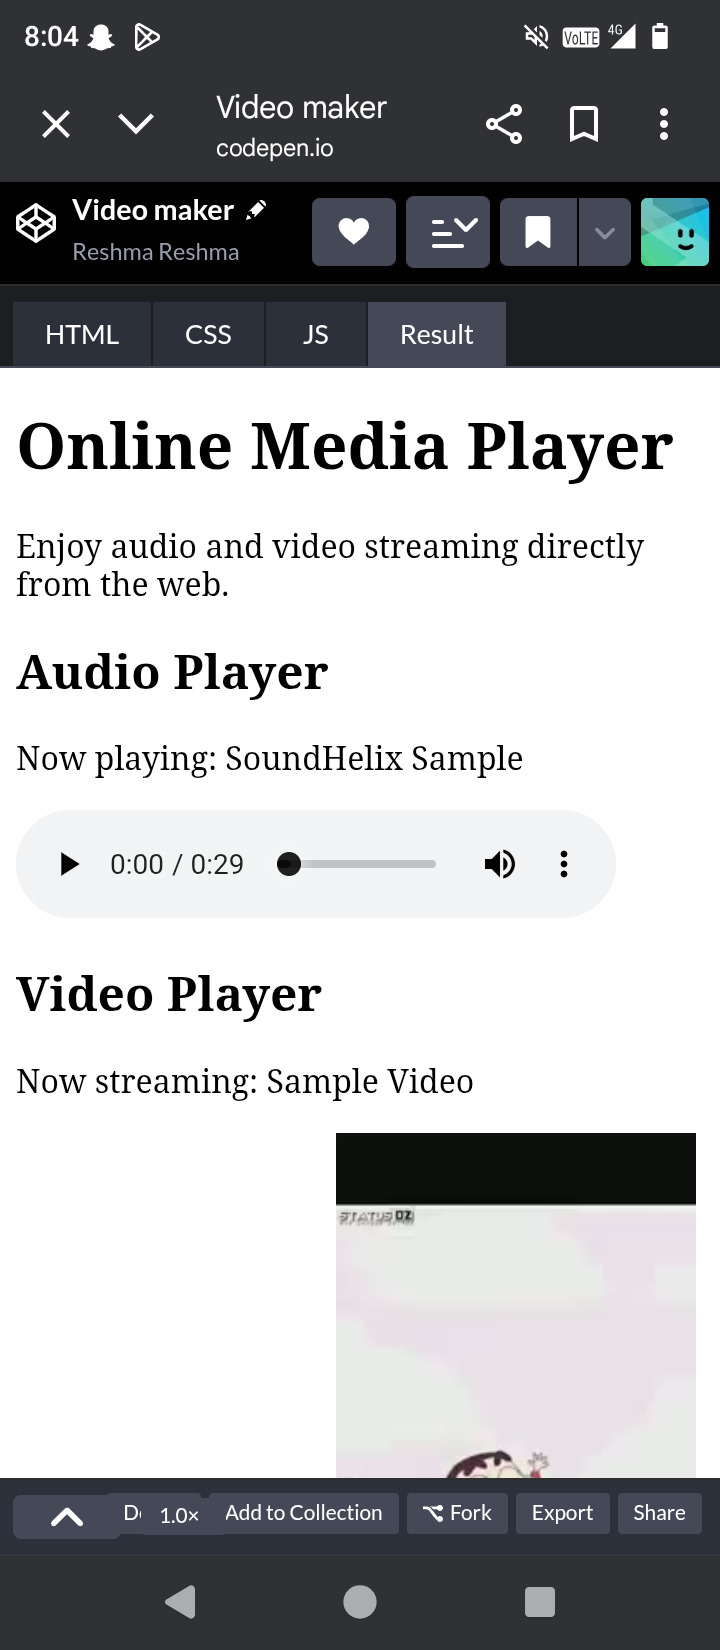 8:04
VoLTE
4G
Video maker
codepen.io
Video maker
Reshma Reshma
HTML
CSS
JS
Result
Online Media Player
Enjoy audio and video streaming directly
from the web.
Audio Player
Now playing: SoundHelix Sample
0:00 / 0:29
Video Player
Now streaming: Sample Video
STATUS DZ
1.0×
Add to Collection
Fork
Export
Share